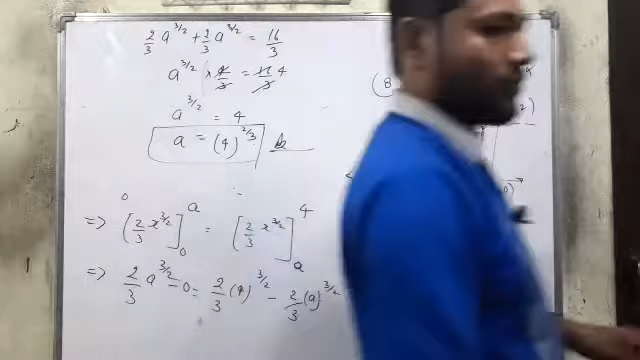 2/3 a^3/2 + 2/3 a^3/2 = 16/3
a^3/2 × 4/3 = 16/3 4
a^3/2 = 4
a = (4)^2/3
=> [2/3 x^3/2]_0^a = [2/3 x^3/2]_a^4
=> 2/3 a^3/2 - 0 = 2/3 (4)^3/2 - 2/3 (a)^3/2
(8